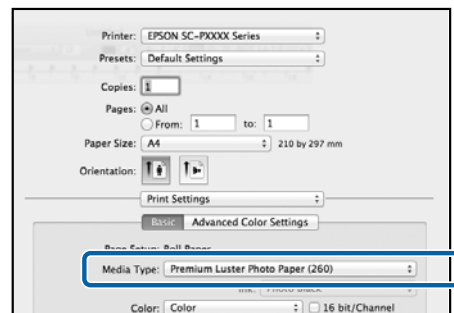 Printer: EPSON SC-PXXXX Series
Presets: Default Settings
Copies: 1
Pages: All
From: 1 to: 1
Paper Size: A4 210 by 297 mm
Orientation:
Print Settings
Basic Advanced Color Settings
Page Setup: Roll Paper
Media Type: Premium Luster Photo Paper (260)
Ink: Photo Black
Color: Color 16 bit/Channel